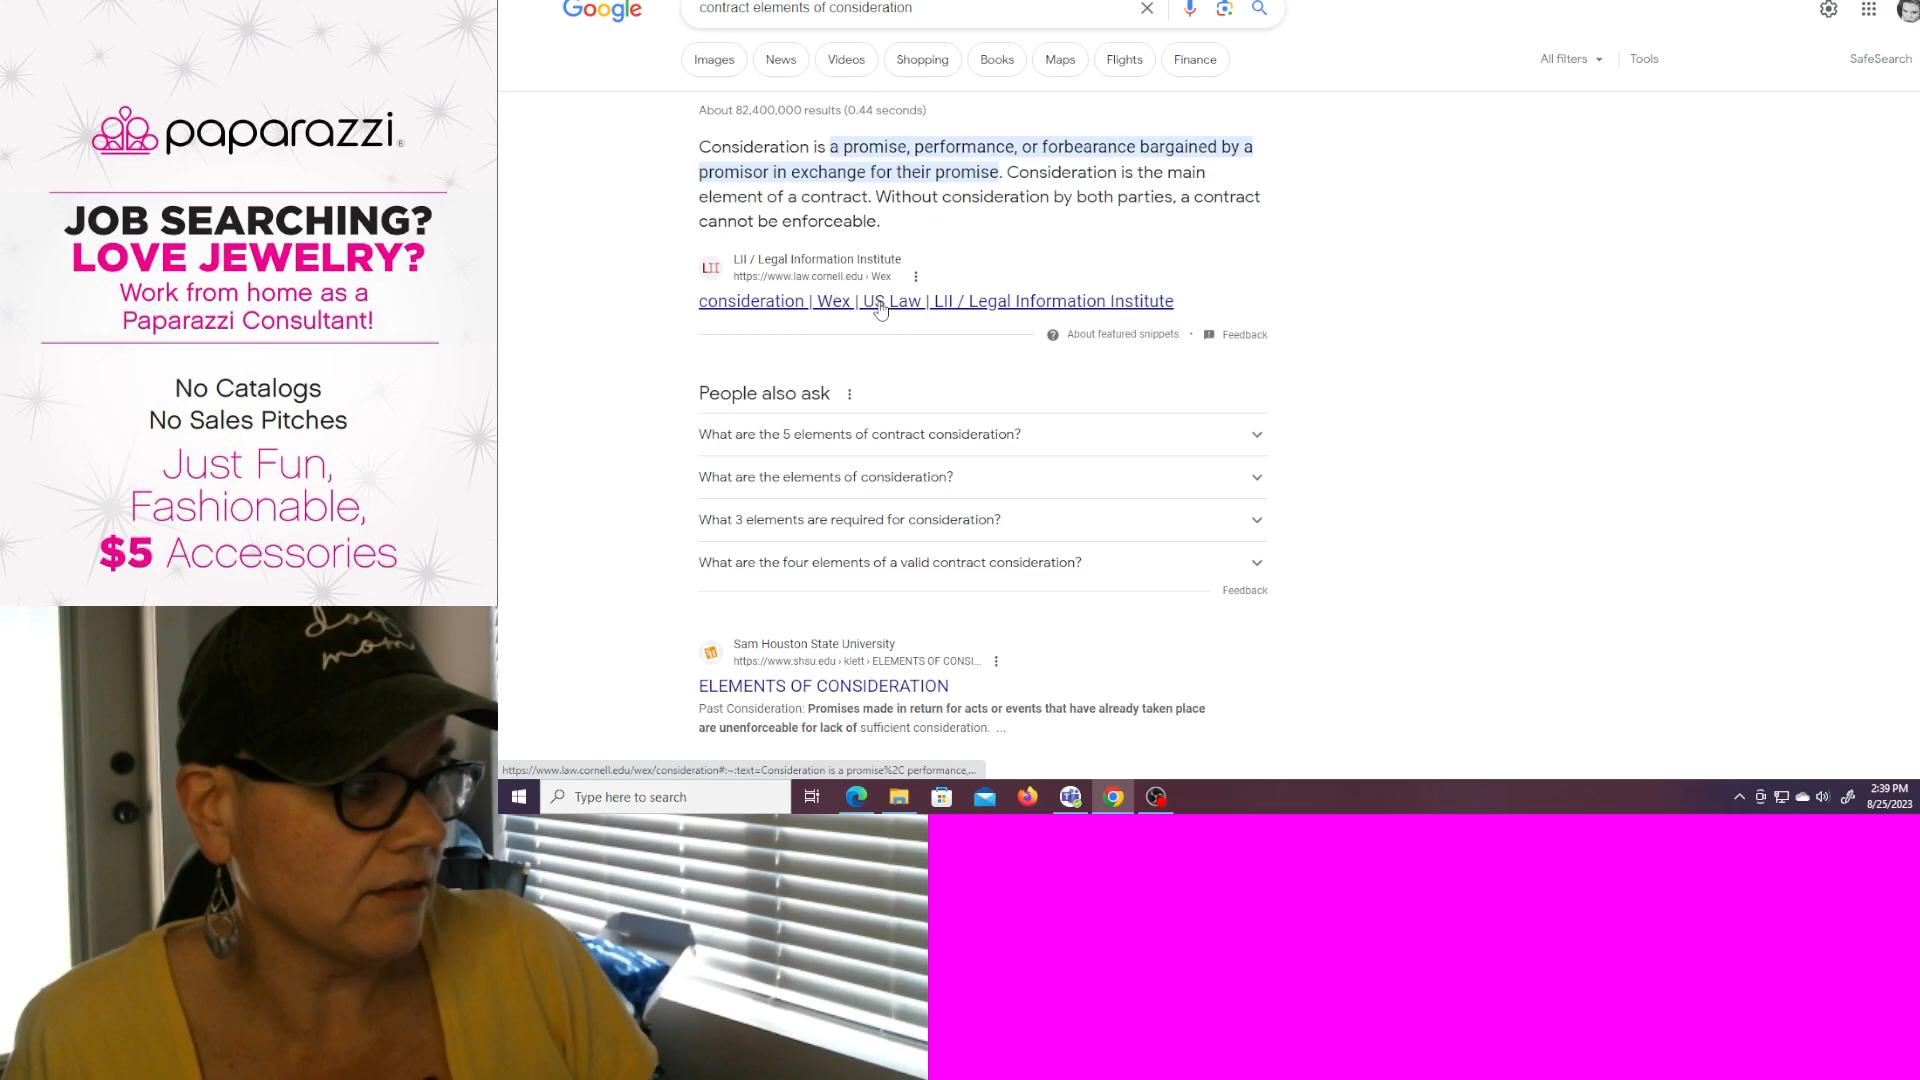 paparazzi®
JOB SEARCHING?
LOVE JEWELRY?
Work from home as a
Paparazzi Consultant!
No Catalogs
No Sales Pitches
Just Fun,
Fashionable,
$5 Accessories
dog
mom
Google
contract elements of consideration
Images
News
Videos
Shopping
Books
Maps
Flights
Finance
All filters
Tools
SafeSearch
About 82,400,000 results (0.44 seconds)
Consideration is a promise, performance, or forbearance bargained by a
promisor in exchange for their promise. Consideration is the main
element of a contract. Without consideration by both parties, a contract
cannot be enforceable.
LII
LII / Legal Information Institute
https://www.law.cornell.edu › Wex
consideration | Wex | US Law | LII / Legal Information Institute
About featured snippets • Feedback
People also ask
What are the 5 elements of contract consideration?
What are the elements of consideration?
What 3 elements are required for consideration?
What are the four elements of a valid contract consideration?
Feedback
Sam Houston State University
https://www.shsu.edu › klett › ELEMENTS OF CONSI...
ELEMENTS OF CONSIDERATION
Past Consideration: Promises made in return for acts or events that have already taken place
are unenforceable for lack of sufficient consideration. ...
https://www.law.cornell.edu/wex/consideration#:~:text=Consideration is a promise%2C performance,...
Type here to search
2:39 PM
8/25/2023